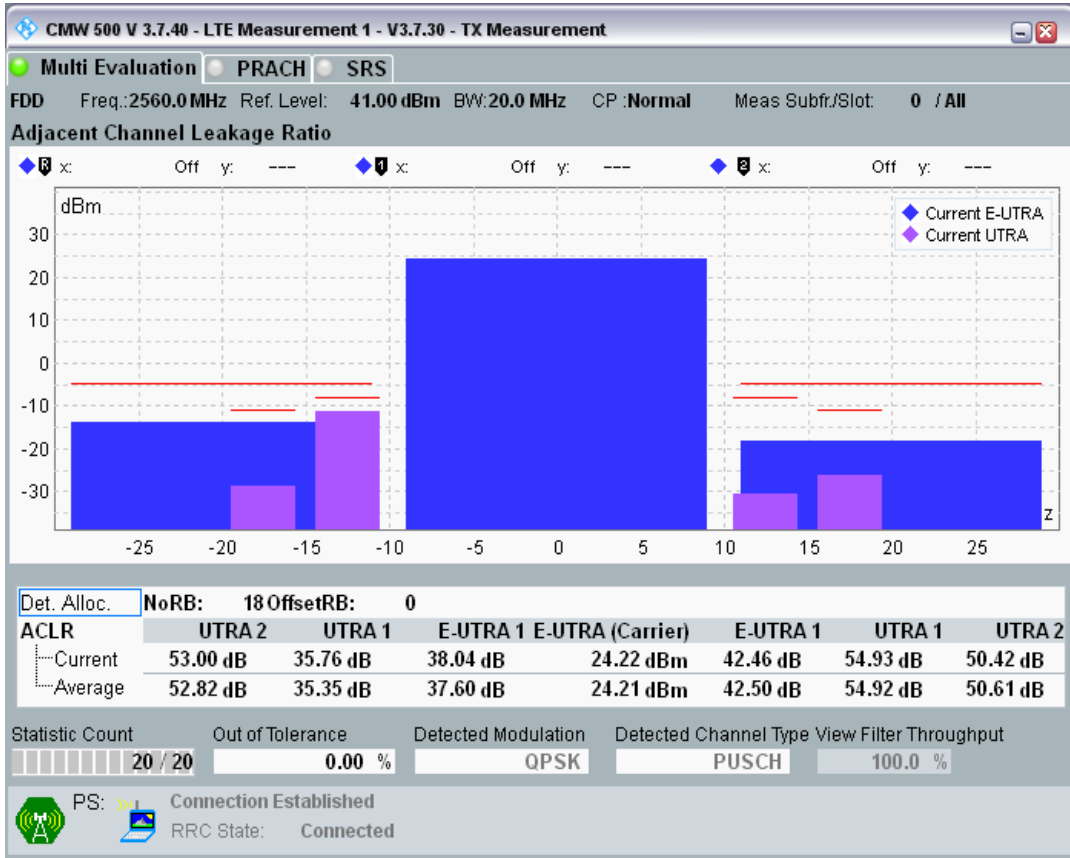 CMW 500 V 3.7.40 - LTE Measurement 1 - V3.7.30 - TX Measurement
Multi Evaluation PRACH SRS
FDD Freq.:2560.0 MHz Ref. Level: 41.00 dBm BW:20.0 MHz CP :Normal Meas Subfr./Slot: 0 / All
Adjacent Channel Leakage Ratio
R x: Off y: --- 1 x: Off y: --- 2 x: Off y: ---
dBm
Current E-UTRA
Current UTRA
30
20
10
0
-10
-20
-30
z
-25 -20 -15 -10 -5 0 5 10 15 20 25
Det. Alloc. NoRB: 18 OffsetRB: 0
ACLR UTRA 2 UTRA 1 E-UTRA 1 E-UTRA (Carrier) E-UTRA 1 UTRA 1 UTRA 2
Current 53.00 dB 35.76 dB 38.04 dB 24.22 dBm 42.46 dB 54.93 dB 50.42 dB
Average 52.82 dB 35.35 dB 37.60 dB 24.21 dBm 42.50 dB 54.92 dB 50.61 dB
Statistic Count Out of Tolerance Detected Modulation Detected Channel Type View Filter Throughput
20 / 20 0.00 % QPSK PUSCH 100.0 %
PS: Connection Established
RRC State: Connected